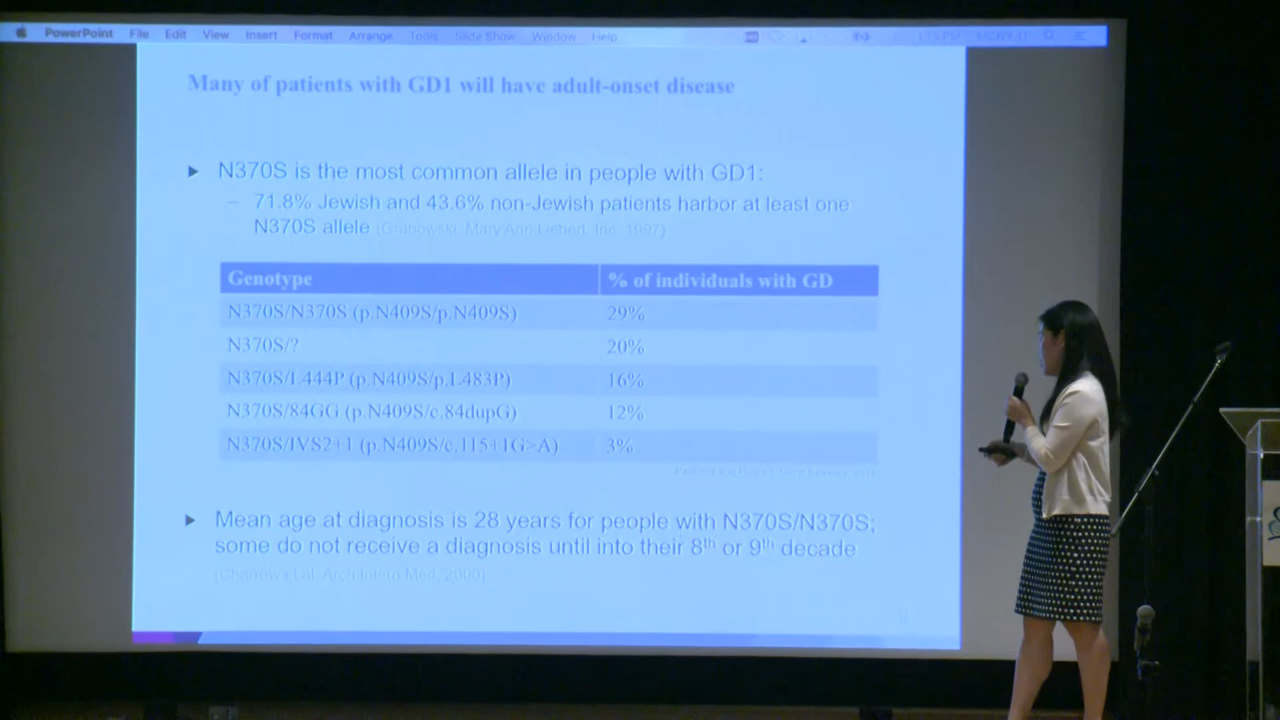 PowerPoint File Edit View Insert Format Arrange Tools Slide Show Window Help
Many of patients with GD1 will have adult-onset disease
N370S is the most common allele in people with GD1:
– 71.8% Jewish and 43.6% non-Jewish patients harbor at least one
N370S allele (Grabowski, Mary Ann Liebert, Inc. 1997)
Genotype % of individuals with GD
N370S/N370S (p.N409S/p.N409S) 29%
N370S/? 20%
N370S/L444P (p.N409S/p.L483P) 16%
N370S/84GG (p.N409S/c.84dupG) 12%
N370S/IVS2+1 (p.N409S/c.115+1G>A) 3%
Mean age at diagnosis is 28 years for people with N370S/N370S;
some do not receive a diagnosis until into their 8th or 9th decade
(Charrow et al. Arch Intern Med, 2000)